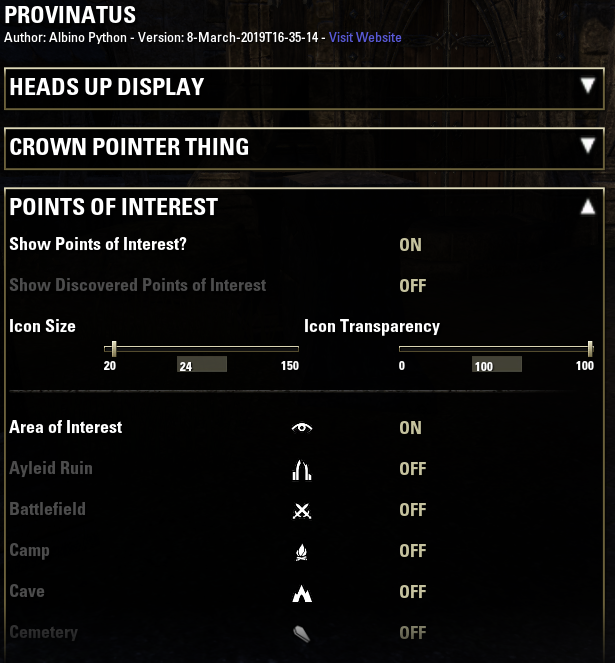 PROVINATUS
Author: Albino Python - Version: 8-March-2019T16-35-14 - Visit Website
HEADS UP DISPLAY
CROWN POINTER THING
POINTS OF INTEREST
Show Points of Interest? ON
Show Discovered Points of Interest OFF
Icon Size Icon Transparency
20 24 150 0 100 100
Area of Interest ON
Ayleid Ruin OFF
Battlefield OFF
Camp OFF
Cave OFF
Cemetery OFF